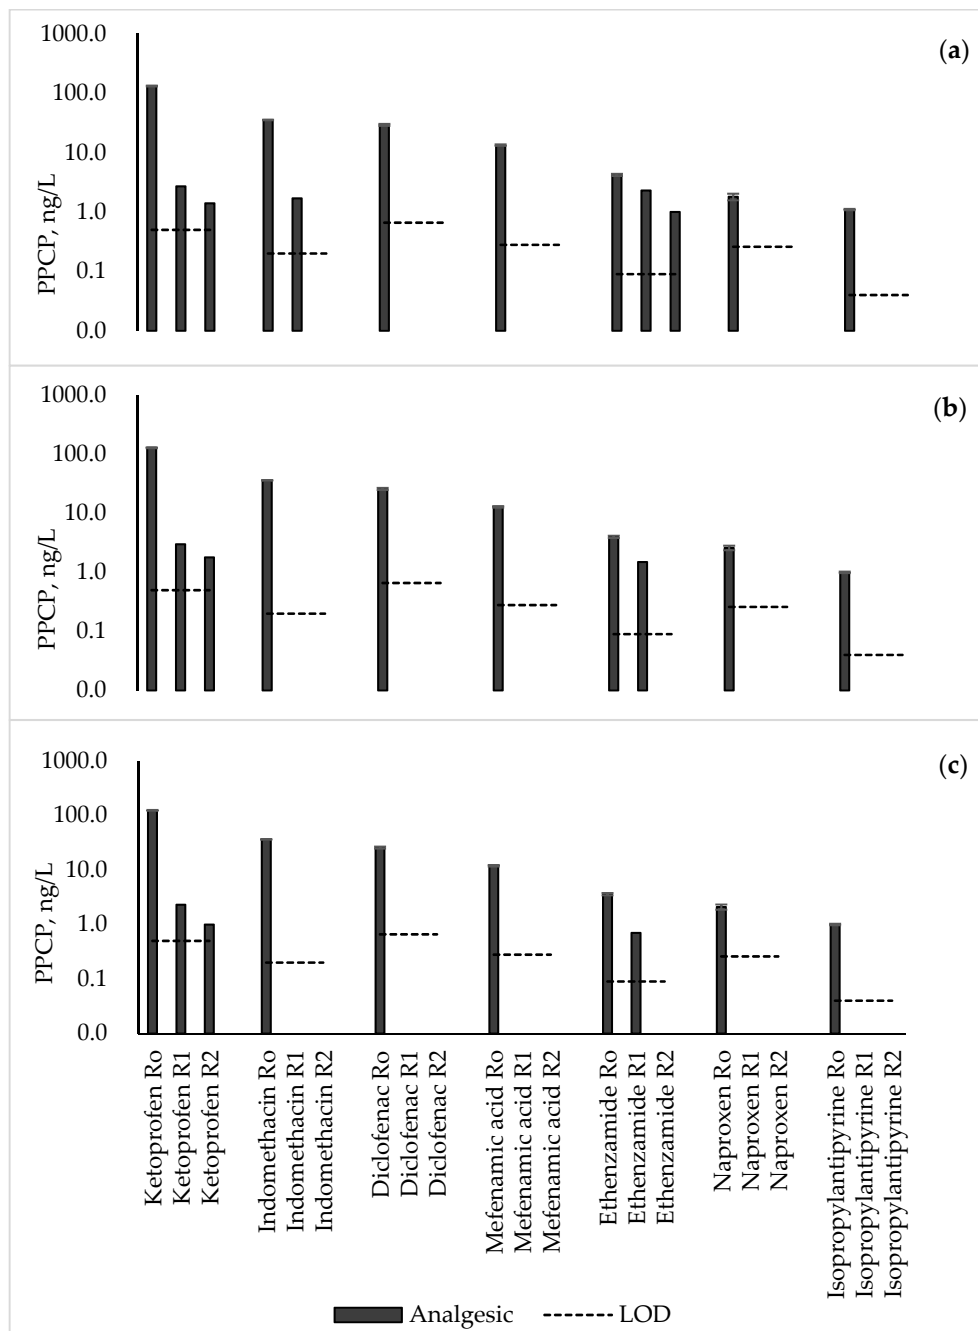 (a)
PPCP, ng/L
1000.0
100.0
10.0
1.0
0.1
0.0
(b)
PPCP, ng/L
1000.0
100.0
10.0
1.0
0.1
0.0
(c)
PPCP, ng/L
1000.0
100.0
10.0
1.0
0.1
0.0
Ketoprofen Ro
Ketoprofen R1
Ketoprofen R2
Indomethacin Ro
Indomethacin R1
Indomethacin R2
Diclofenac Ro
Diclofenac R1
Diclofenac R2
Mefenamic acid Ro
Mefenamic acid R1
Mefenamic acid R2
Ethenzamide Ro
Ethenzamide R1
Ethenzamide R2
Naproxen Ro
Naproxen R1
Naproxen R2
Isopropylantipyrine Ro
Isopropylantipyrine R1
Isopropylantipyrine R2
Analgesic
LOD